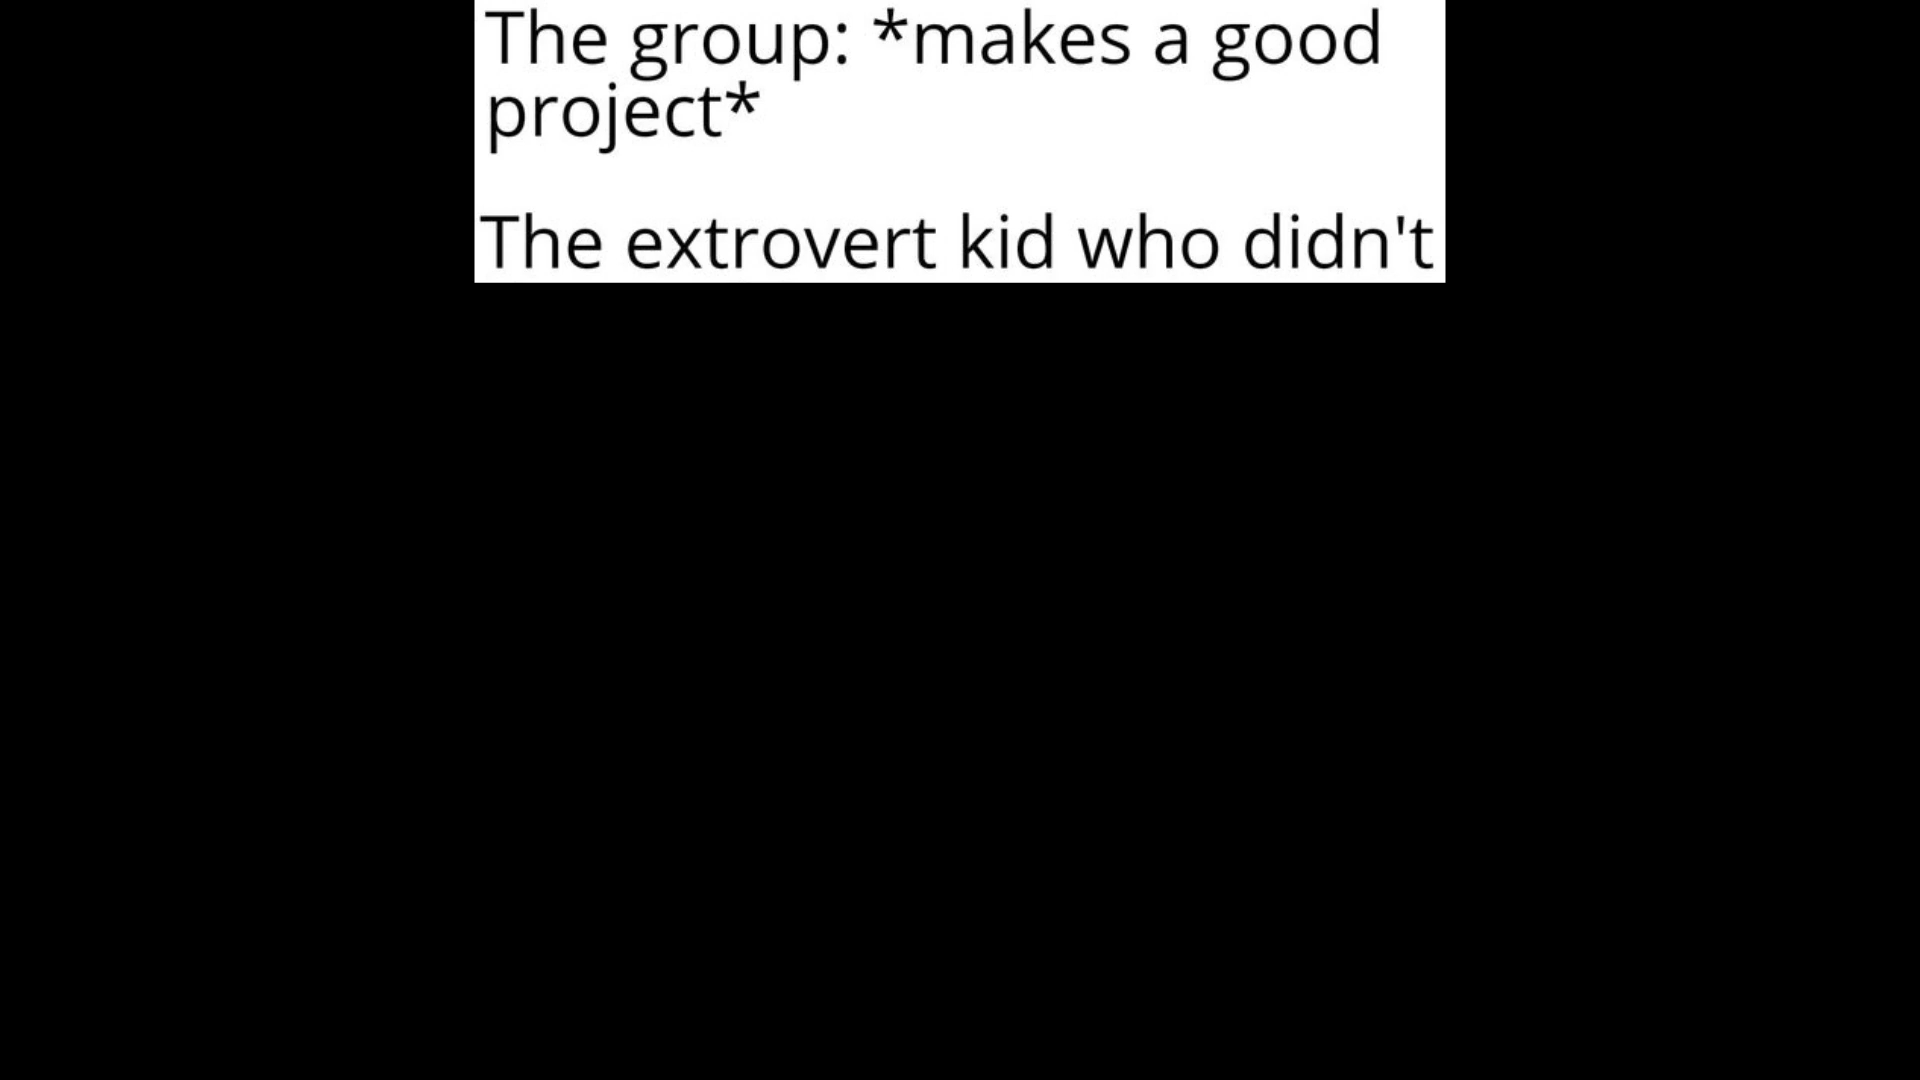 The group: *makes a good
project*
The extrovert kid who didn't